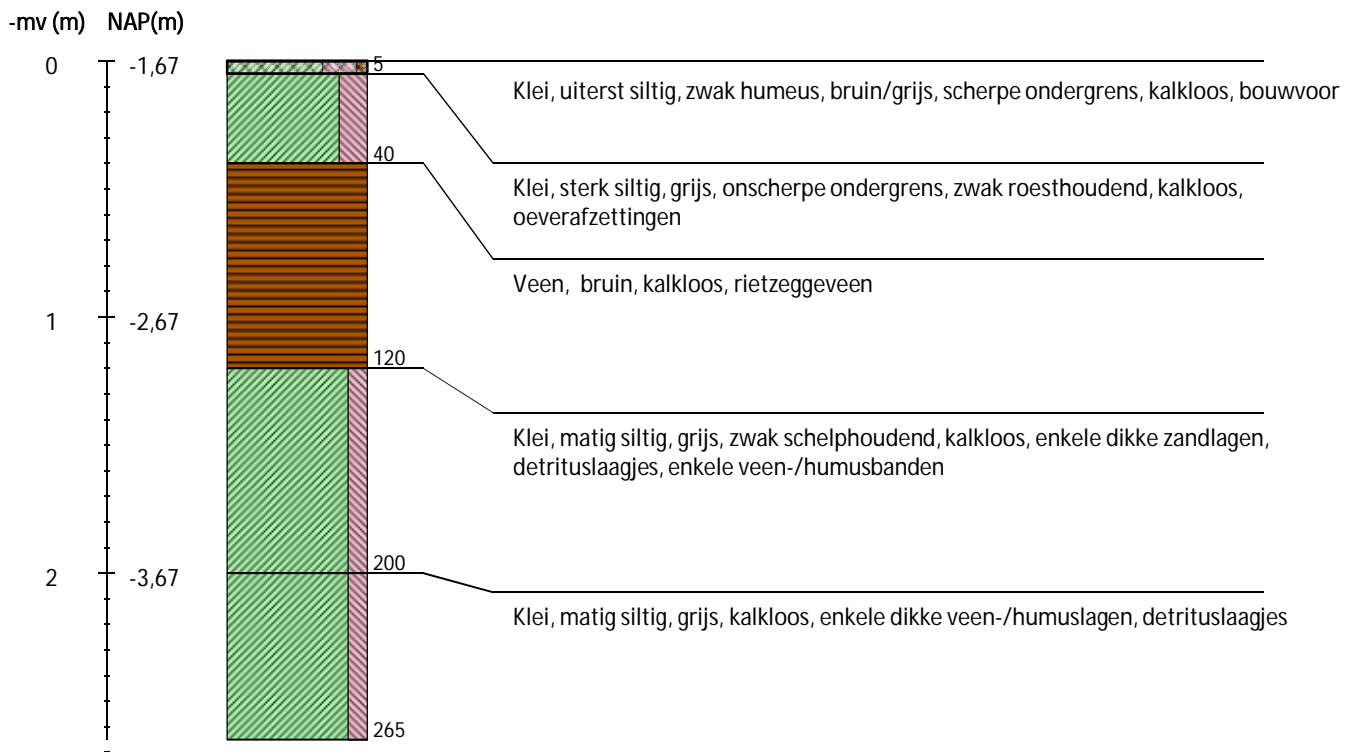 -mv (m) NAP(m)
0 -1,67
5
Klei, uiterst siltig, zwak humeus, bruin/grijs, scherpe ondergrens, kalkloos, bouwvoor
40
Klei, sterk siltig, grijs, onscherpe ondergrens, zwak roesthoudend, kalkloos,
oeverafzettingen
Veen, bruin, kalkloos, rietzeggeveen
1 -2,67
120
Klei, matig siltig, grijs, zwak schelphoudend, kalkloos, enkele dikke zandlagen,
detrituslaagjes, enkele veen-/humusbanden
200
2 -3,67
Klei, matig siltig, grijs, kalkloos, enkele dikke veen-/humuslagen, detrituslaagjes
265